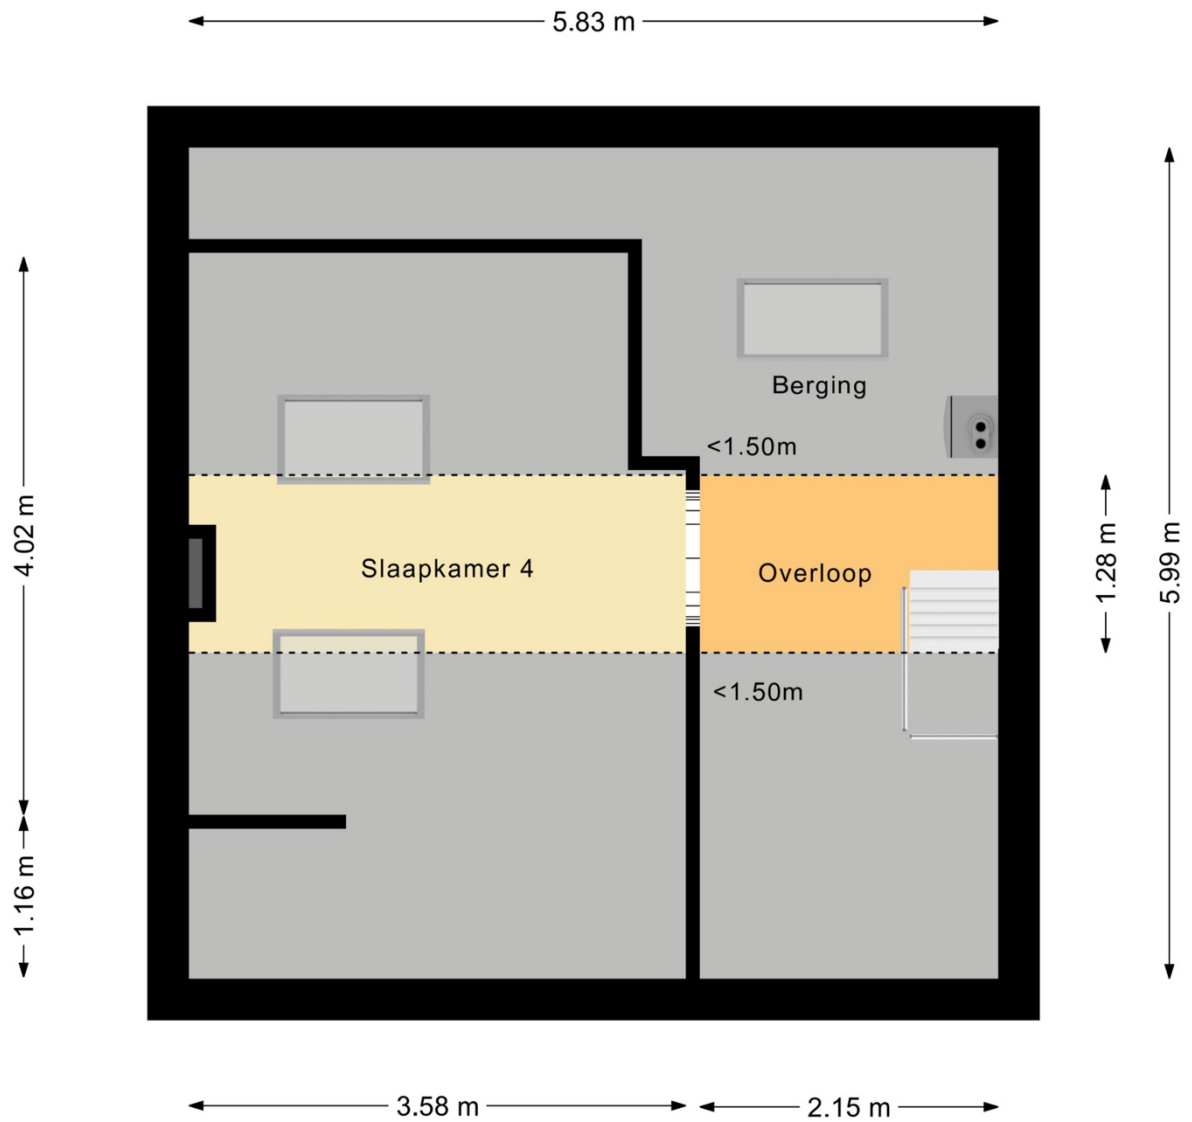 5.83 m
Berging
<1.50m
4.02 m
Slaapkamer 4
Overloop
1.28 m
5.99 m
<1.50m
1.16 m
3.58 m
2.15 m